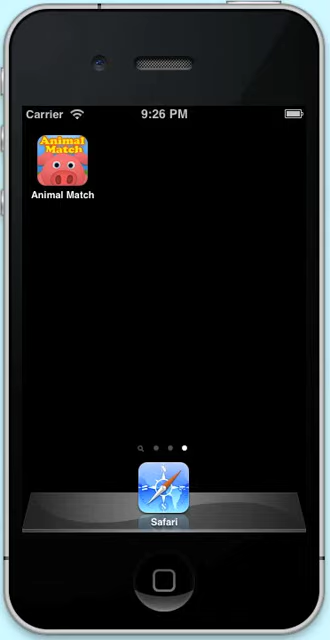 Carrier 9:26 PM
Animal
Match
Animal Match
N
S
Safari